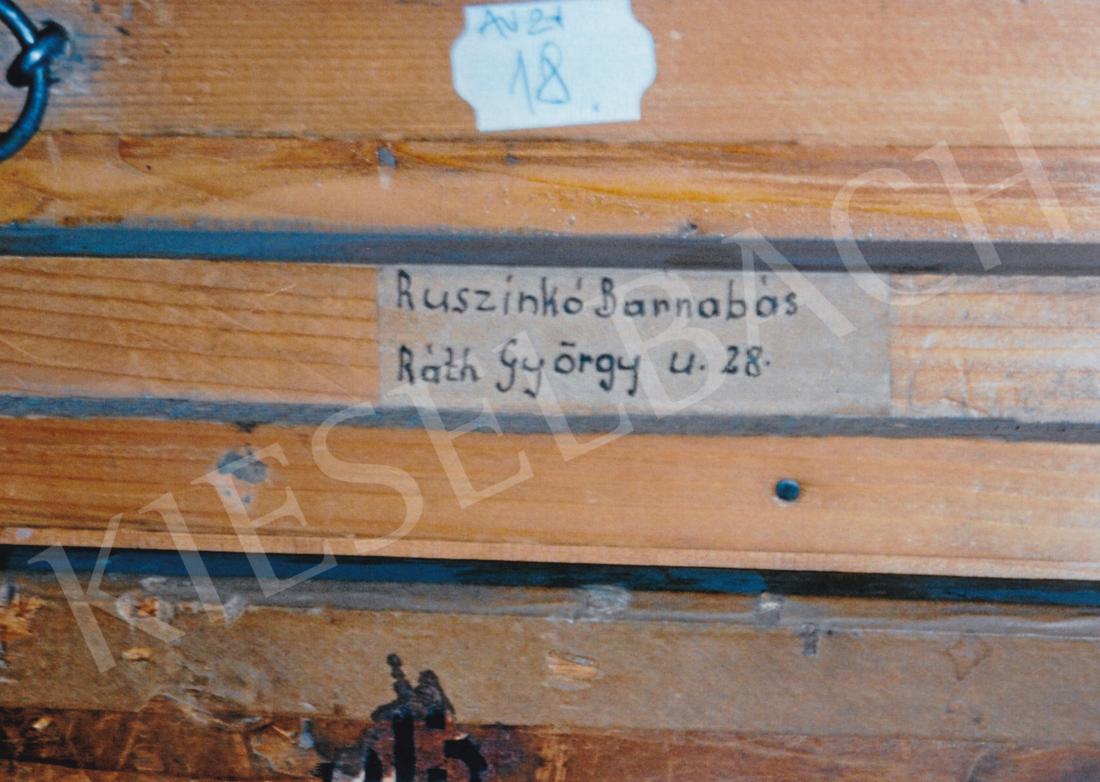 AV21
18.
Ruszinkó Barnabás
Ráth György u. 28.
KIESELBACH